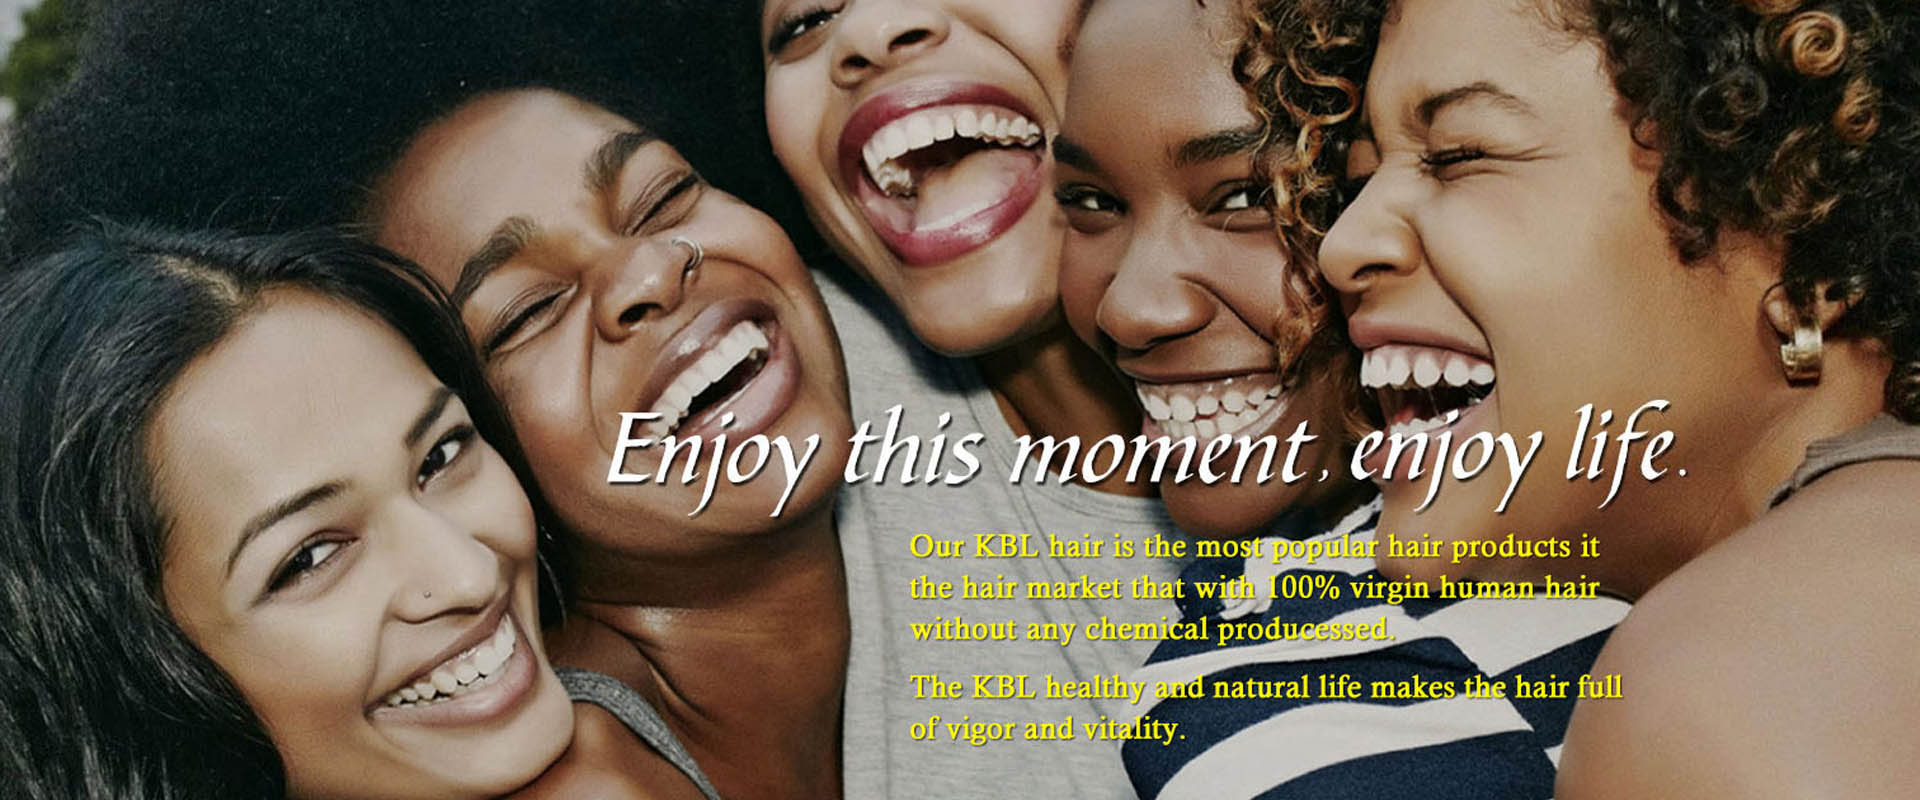 Enjoy this moment, enjoy life.
Our KBL hair is the most popular hair products it
the hair market that with 100% virgin human hair
without any chemical producessed.
The KBL healthy and natural life makes the hair full
of vigor and vitality.